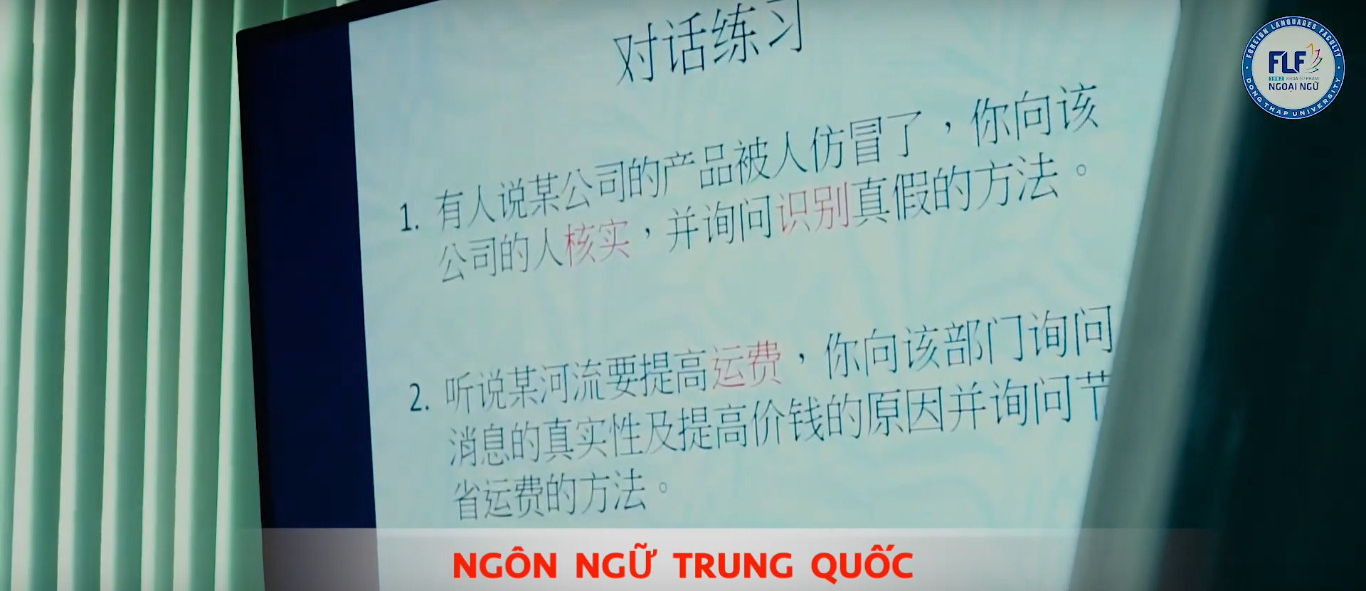 对话练习
1. 有人说某公司的产品被人仿冒了，你向该
公司的人核实，并询问识别真假的方法。
2. 听说某河流要提高运费，你向该部门询问
消息的真实性及提高价钱的原因并询问节
省运费的方法。
NGÔN NGỮ TRUNG QUỐC
FOREIGN LANGUAGES FACULTY
FLF
NGOẠI NGỮ
DONG THAP UNIVERSITY